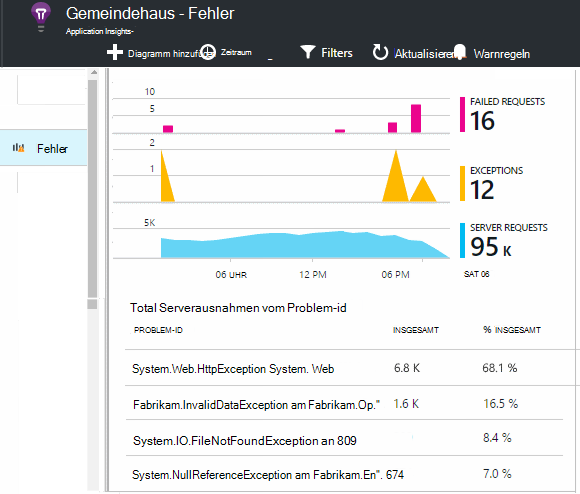 Gemeindehaus - Fehler
Application Insights-
Diagramm hinzufüge Zeitraum - Filters Aktualisieren Warnregeln
Fehler
10
5
FAILED REQUESTS
16
2
1
EXCEPTIONS
12
5K
SERVER REQUESTS
95 K
06 UHR 12 PM 06 PM SAT 06
Total Serverausnahmen vom Problem-id
PROBLEM-ID INSGESAMT % INSGESAMT
System.Web.HttpException System. Web 6.8 K 68.1 %
Fabrikam.InvalidDataException am Fabrikam.Op." 1.6 K 16.5 %
System.IO.FileNotFoundException an 809 8.4 %
System.NullReferenceException am Fabrikam.En". 674 7.0 %